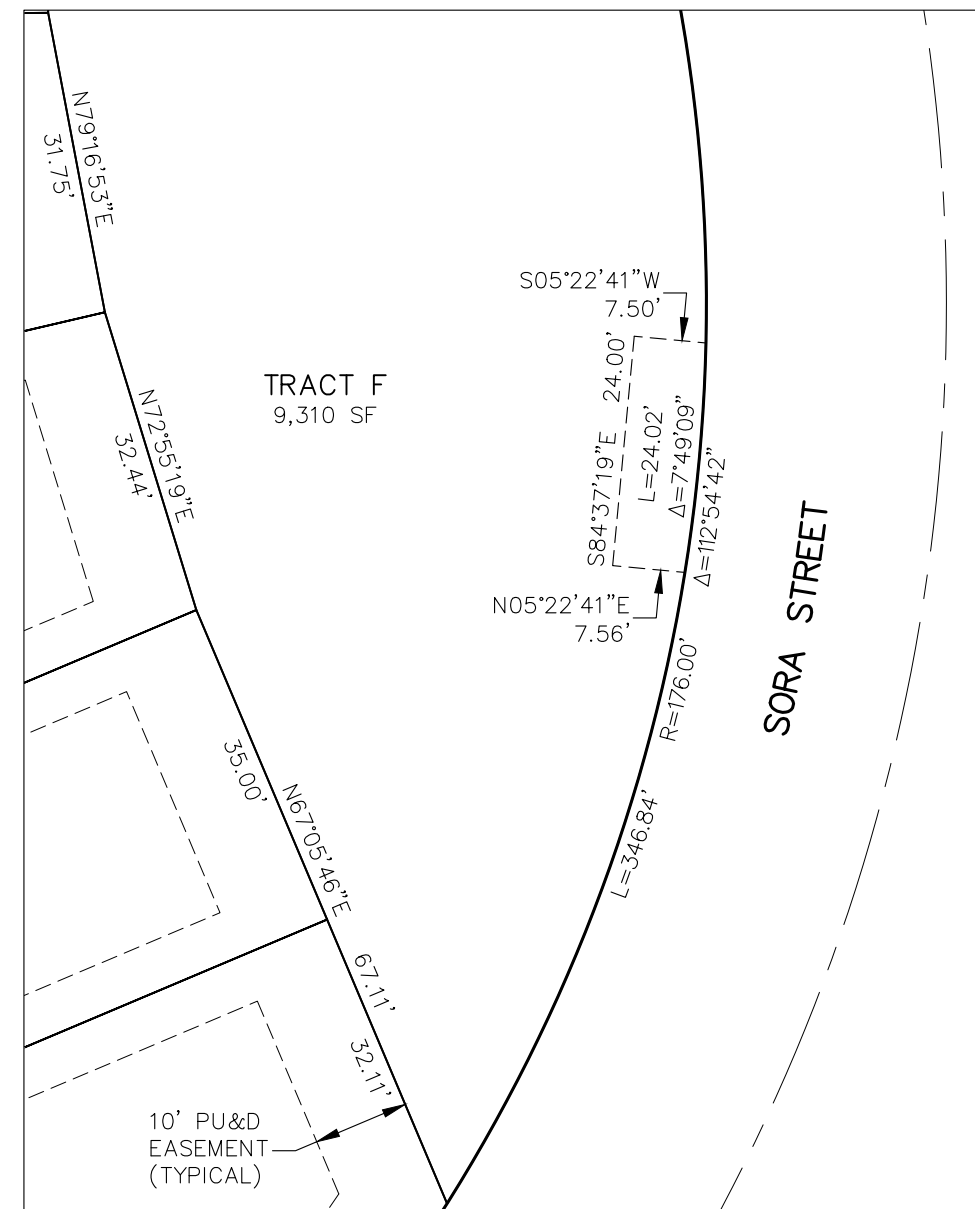 N79°16'53"E
31.75'
S05°22'41"W
7.50'
TRACT F
9,310 SF
N72°55'19"E
32.44'
S84°37'19"E 24.00'
L=24.02'
Δ=7°49'09"
Δ=112°54'42"
N05°22'41"E
7.56'
SORA STREET
R=176.00'
35.00'
N67°05'46"E
L=346.84'
67.11'
32.11'
10' PU&D
EASEMENT
(TYPICAL)